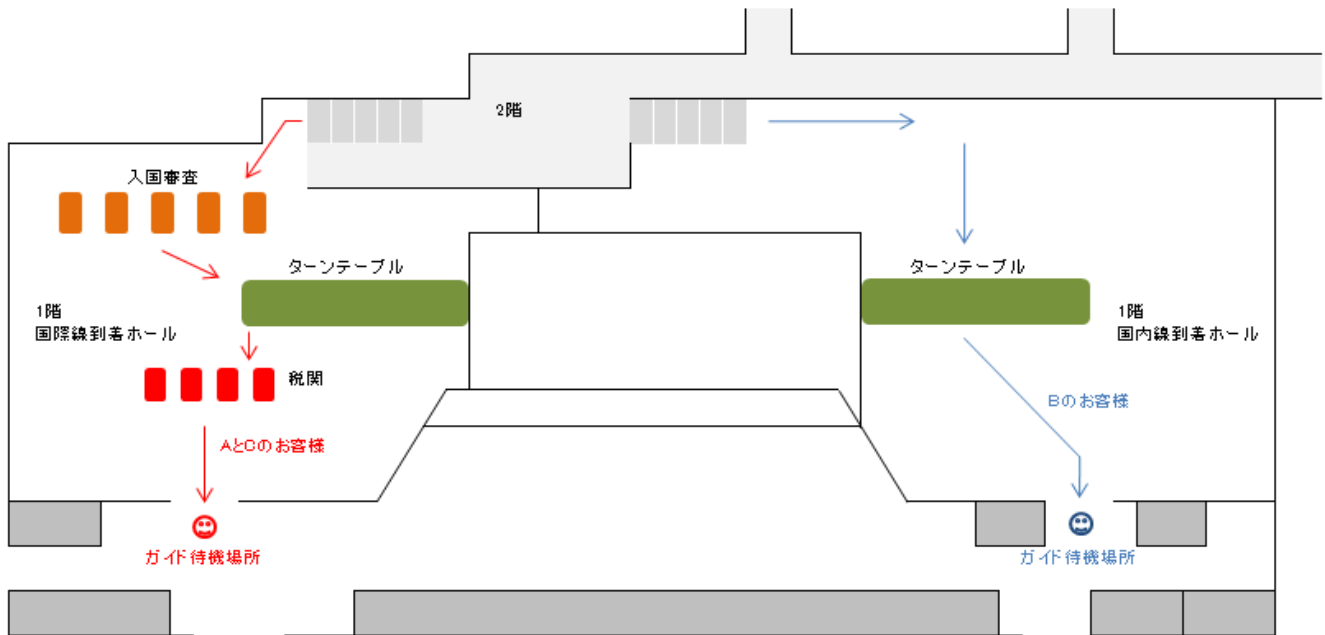 2階
入国審査
ターンテーブル
ターンテーブル
1階
国際線到着ホール
1階
国内線到着ホール
税関
Bのお客様
AとCのお客様
ガイド待機場所
ガイド待機場所